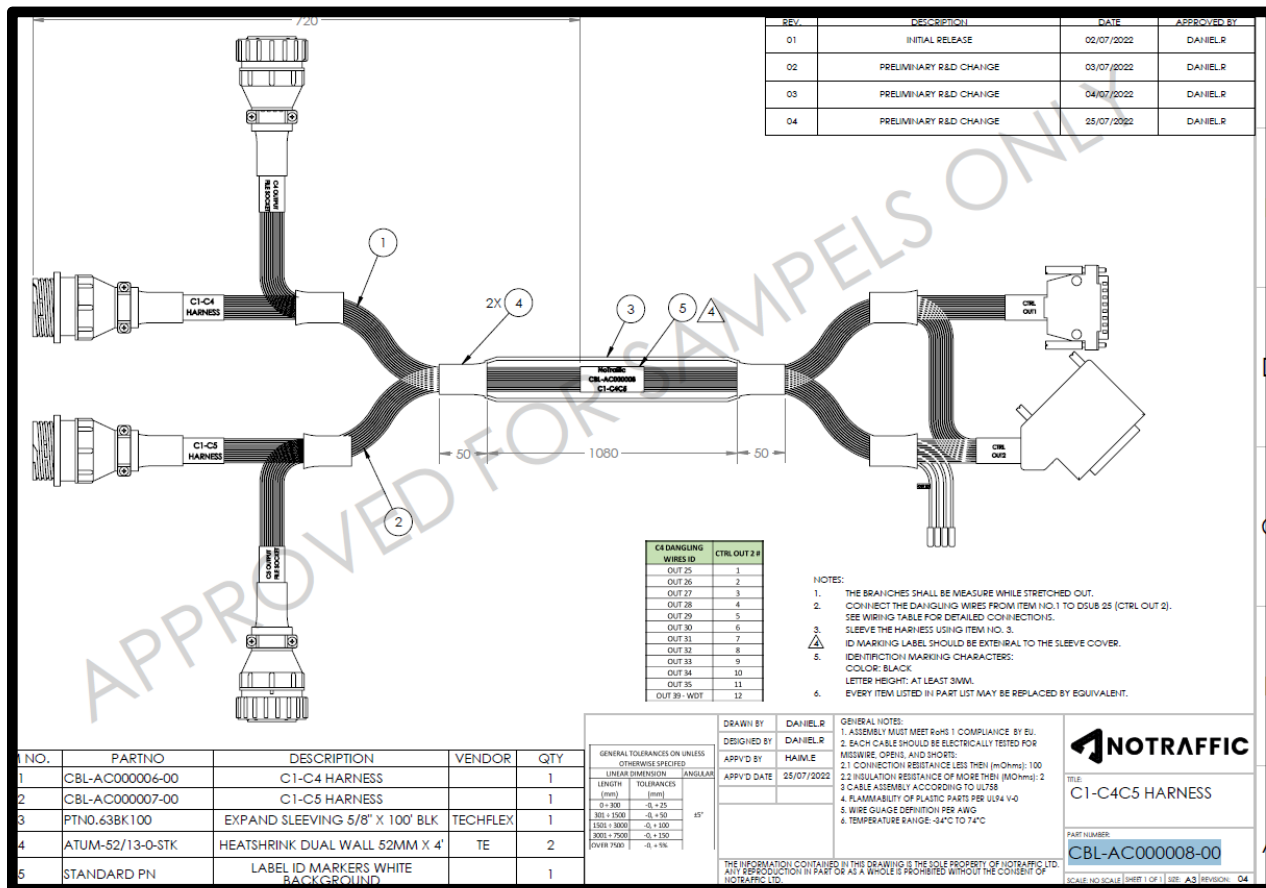 720
REV. DESCRIPTION DATE APPROVED BY
01 INITIAL RELEASE 02/07/2022 DANIEL.R
02 PRELIMINARY R&D CHANGE 03/07/2022 DANIEL.R
03 PRELIMINARY R&D CHANGE 04/07/2022 DANIEL.R
04 PRELIMINARY R&D CHANGE 25/07/2022 DANIEL.R
APPROVED FOR SAMPELS ONLY
C4 OUTPUT
FILE SOCKET
1
C1-C4
HARNESS
2X 4
3
5
4
CTRL
OUT1
NoTraffic
CBL-AC000008
C1-C4C5
C1-C5
HARNESS
50
1080
50
CTRL
OUT2
2
C5 OUTPUT
FILE SOCKET
C4 DANGLING
WIRES ID
CTRL OUT 2 #
OUT 25 1
OUT 26 2
OUT 27 3
OUT 28 4
OUT 29 5
OUT 30 6
OUT 31 7
OUT 32 8
OUT 33 9
OUT 34 10
OUT 35 11
OUT 39 - WDT 12
NOTES:
1. THE BRANCHES SHALL BE MEASURE WHILE STRETCHED OUT.
2. CONNECT THE DANGLING WIRES FROM ITEM NO.1 TO DSUB 25 (CTRL OUT 2).
SEE WIRING TABLE FOR DETAILED CONNECTIONS.
3. SLEEVE THE HARNESS USING ITEM NO. 3.
4 ID MARKING LABEL SHOULD BE EXTENRAL TO THE SLEEVE COVER.
5. IDENTIFICTION MARKING CHARACTERS:
COLOR: BLACK
LETTER HEIGHT: AT LEAST 3MM.
6. EVERY ITEM LISTED IN PART LIST MAY BE REPLACED BY EQUIVALENT.
NO. PARTNO DESCRIPTION VENDOR QTY
1 CBL-AC000006-00 C1-C4 HARNESS 1
2 CBL-AC000007-00 C1-C5 HARNESS 1
3 PTN0.63BK100 EXPAND SLEEVING 5/8" X 100' BLK TECHFLEX 1
4 ATUM-52/13-0-STK HEATSHRINK DUAL WALL 52MM X 4' TE 2
5 STANDARD PN LABEL ID MARKERS WHITE
BACKGROUND 1
GENERAL TOLERANCES ON UNLESS
OTHERWISE SPECIFIED
LINEAR DIMENSION ANGULAR
LENGTH TOLERANCES
(mm) (mm)
0÷300 -0, +25
301÷1500 -0, +50 ±5°
1501÷3000 -0, +100
3001÷7500 -0, +150
OVER 7500 -0, +5%
DRAWN BY DANIEL.R
DESIGNED BY DANIEL.R
APPV'D BY HAIM.E
APPV'D DATE 25/07/2022
GENERAL NOTES:
1. ASSEMBLY MUST MEET RoHS 1 COMPLIANCE BY EU.
2. EACH CABLE SHOULD BE ELECTRICALLY TESTED FOR
MISSWIRE, OPENS, AND SHORTS:
2.1 CONNECTION RESISTANCE LESS THEN (mOhms): 100
2.2 INSULATION RESISTANCE OF MORE THEN (MOhms): 2
3 CABLE ASSEMBLY ACCORDING TO UL758
4. FLAMMABILITY OF PLASTIC PARTS PER UL94 V-0
5. WIRE GUAGE DEFINITION PER AWG
6. TEMPERATURE RANGE: -34°C TO 74°C
THE INFORMATION CONTAINED IN THIS DRAWING IS THE SOLE PROPERTY OF NOTRAFFIC LTD.
ANY REPRODUCTION IN PART OR AS A WHOLE IS PROHIBITED WITHOUT THE CONSENT OF
NOTRAFFIC LTD.
NOTRAFFIC
TITLE:
C1-C4C5 HARNESS
PART NUMBER:
CBL-AC000008-00
SCALE: NO SCALE SHEET 1 OF 1 SIZE: A3 REVISION: 04